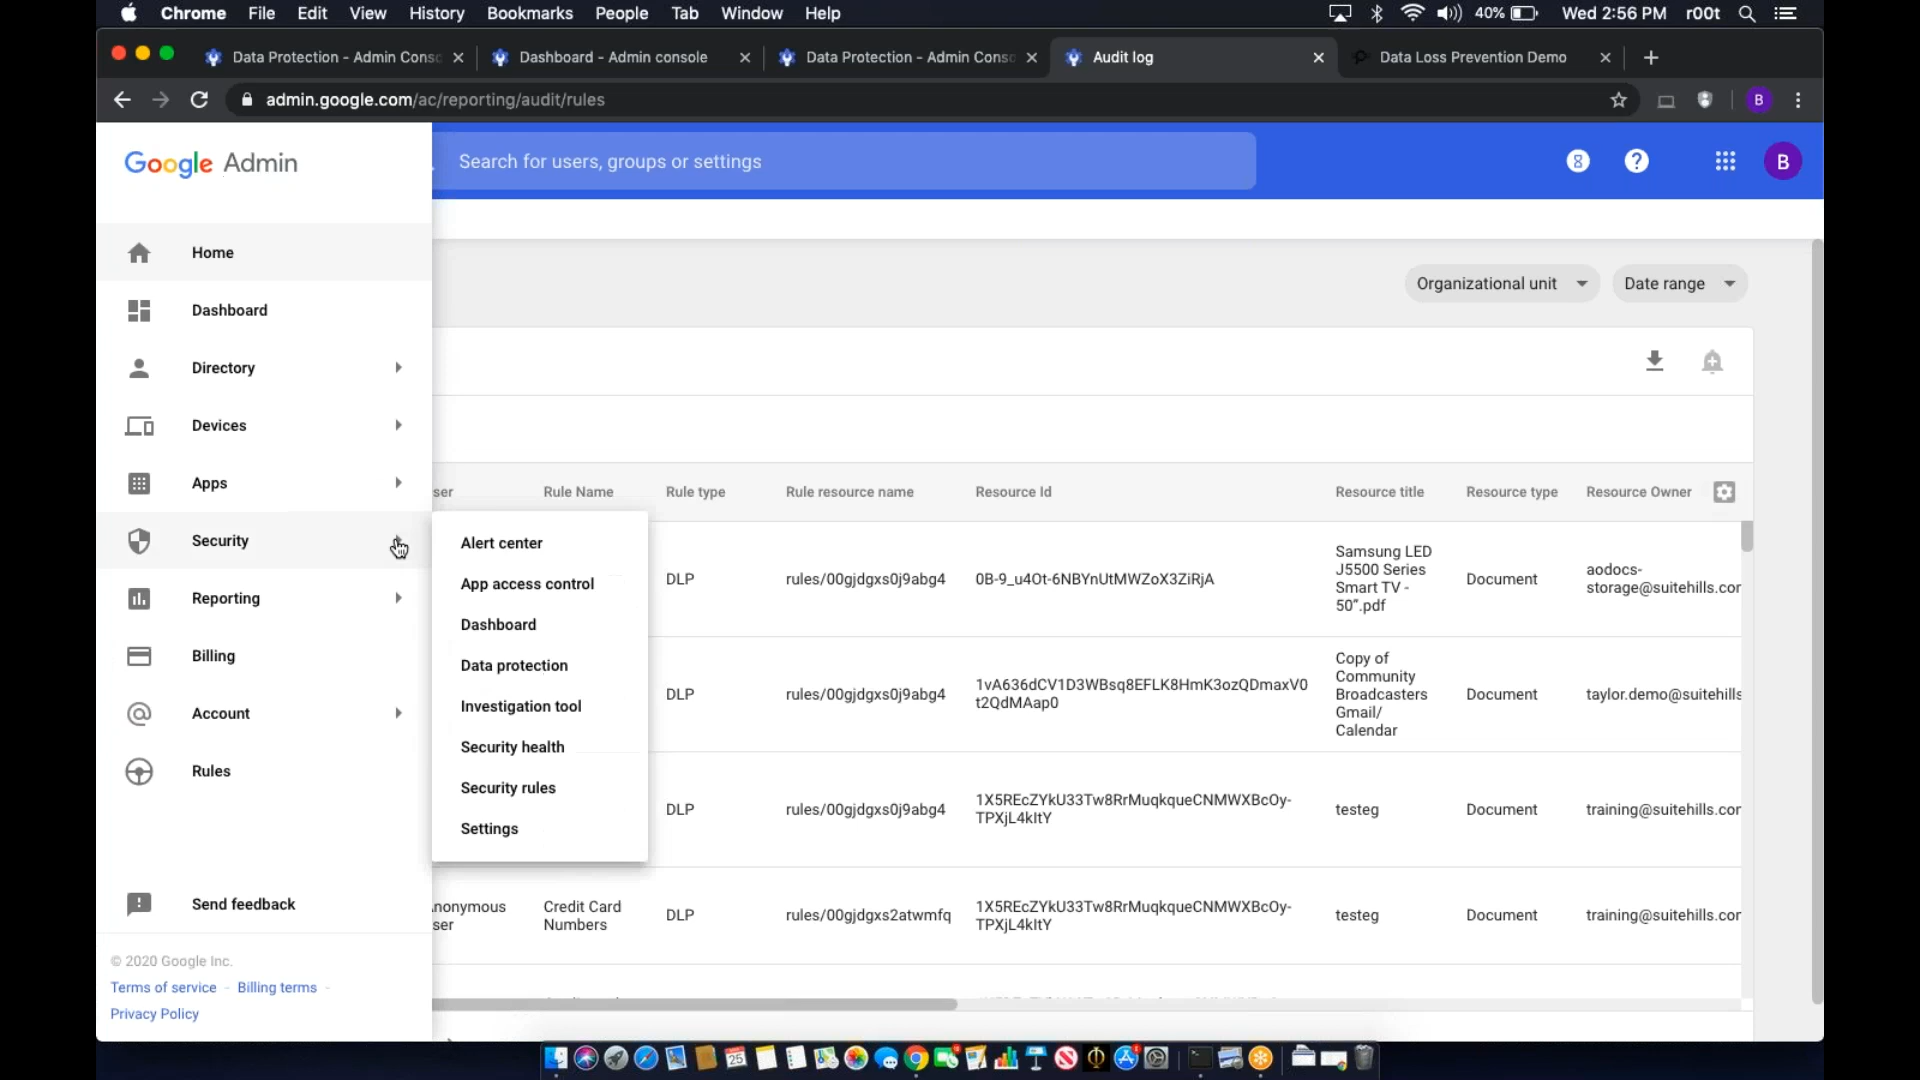 Chrome File Edit View History Bookmarks People Tab Window Help 40% Wed 2:56 PM r00t
Data Protection - Admin Conso Dashboard - Admin console Data Protection - Admin Conso Audit log Data Loss Prevention Demo
admin.google.com/ac/reporting/audit/rules B
Google Admin
Search for users, groups or settings
8 ? B
Home
Organizational unit Date range
Dashboard
Directory
Devices
Apps
ser Rule Name Rule type Rule resource name Resource Id Resource title Resource type Resource Owner
Security
Reporting
Billing
Account
Rules
Alert center
App access control
Dashboard
Data protection
Investigation tool
Security health
Security rules
Settings
DLP rules/00gjdgxs0j9abg4 0B-9_u4Ot-6NBYnUtMWZoX3ZiRjA
Samsung LED
J5500 Series
Smart TV -
50”.pdf
Document
aodocs-
storage@suitehills.cor
DLP rules/00gjdgxs0j9abg4
1vA636dCV1D3WBsq8EFLK8HmK3ozQDmaxV0
t2QdMAap0
Copy of
Community
Broadcasters
Gmail/
Calendar
Document taylor.demo@suitehills
DLP rules/00gjdgxs0j9abg4
1X5REcZYkU33Tw8RrMuqkqueCNMWXBcOy-
TPXjL4kItY
testeg Document training@suitehills.cor
nonymous
ser
Credit Card
Numbers
DLP rules/00gjdgxs2atwmfq
1X5REcZYkU33Tw8RrMuqkqueCNMWXBcOy-
TPXjL4kItY
testeg Document training@suitehills.cor
Send feedback
© 2020 Google Inc.
Terms of service - Billing terms -
Privacy Policy
25